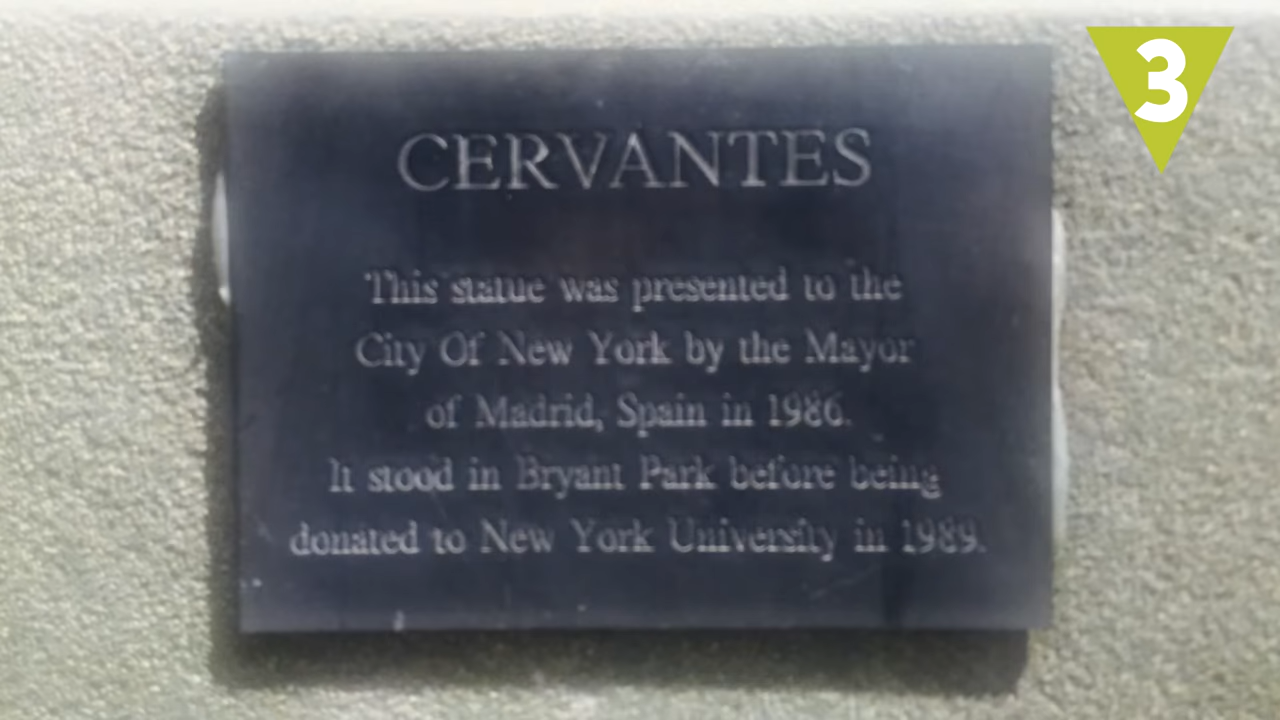 3
CERVANTES
This statue was presented to the
City Of New York by the Mayor
of Madrid, Spain in 1986.
It stood in Bryant Park before being
donated to New York University in 1989.